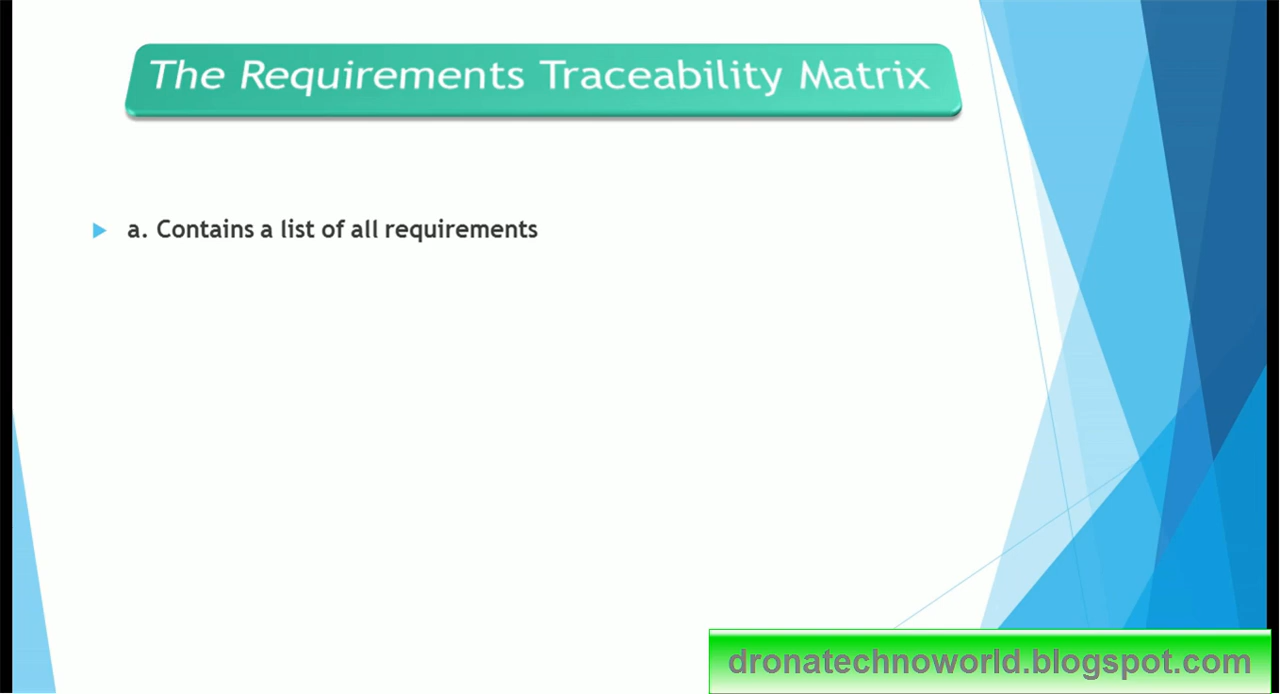 The Requirements Traceability Matrix
a. Contains a list of all requirements
dronatechnoworld.blogspot.com